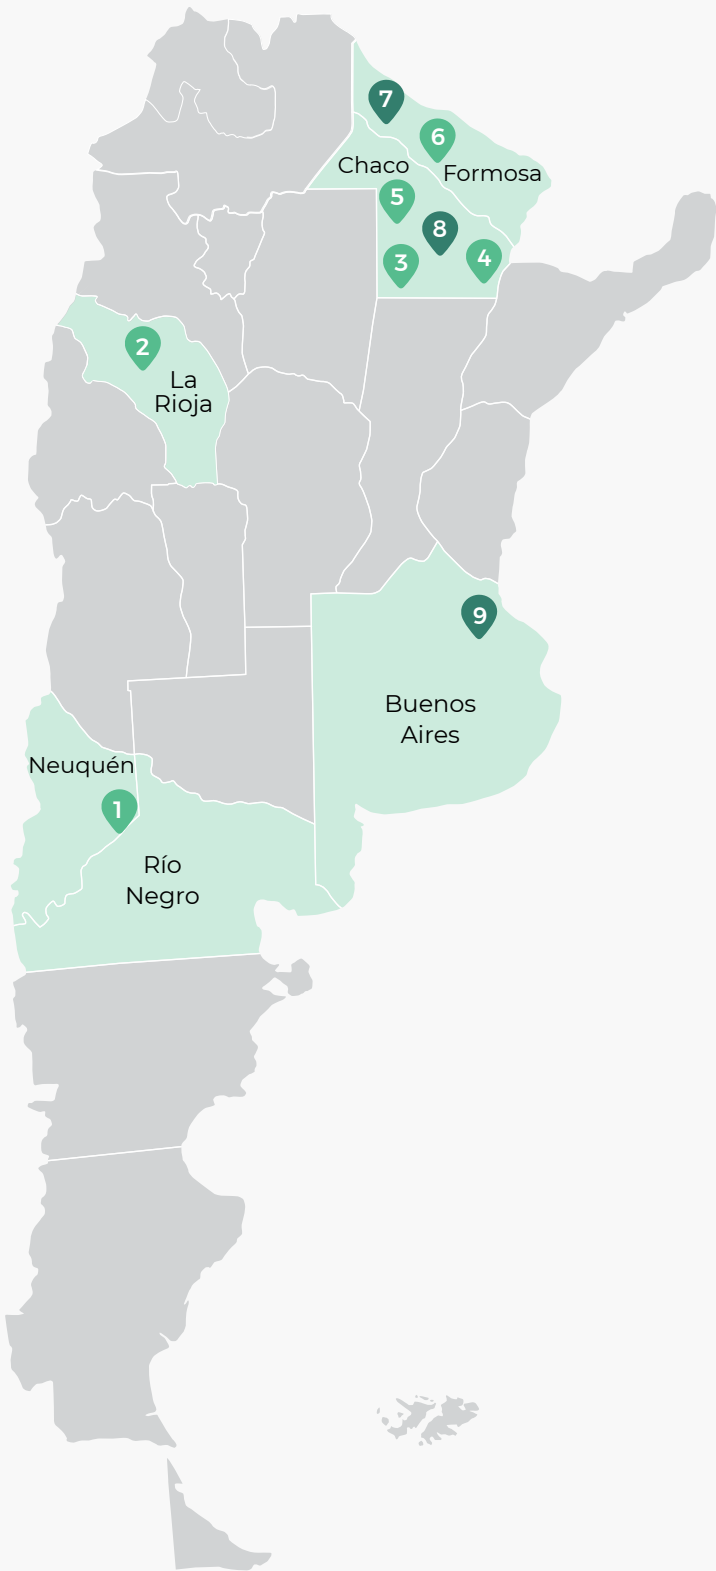 7
6
Chaco
Formosa
5
8
3
4
2
La
Rioja
9
Buenos
Aires
Neuquén
1
Río
Negro